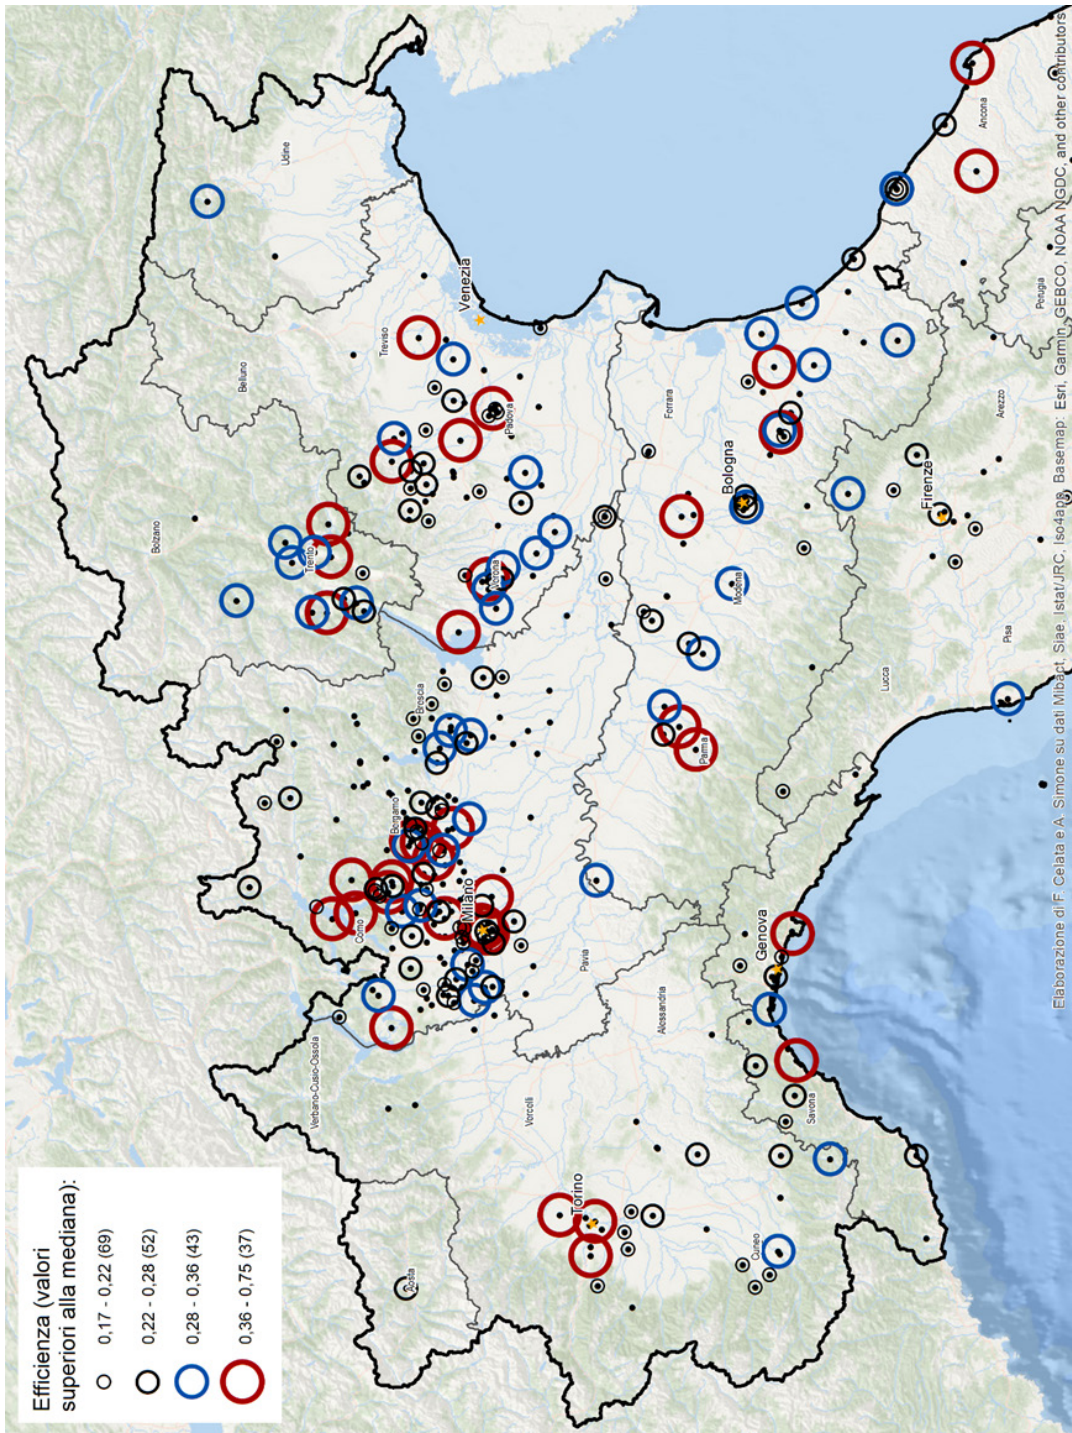 Efficienza (valori
superiori alla mediana):
0,17 - 0,22 (69)
0,22 - 0,28 (52)
0,28 - 0,36 (43)
0,36 - 0,75 (37)
Bolzano
Belluno
Udine
Trento
Treviso
Venezia
Padova
Verona
Brescia
Bergamo
Como
Milano
Verbano-Cusio-Ossola
Aosta
Vercelli
Torino
Pavia
Alessandria
Cuneo
Savona
Genova
Parma
Modena
Bologna
Ferrara
Lucca
Pisa
Firenze
Arezzo
Perugia
Ancona
Elaborazione di F. Celata e A. Simone su dati Mibact, Siae, Istat/JRC, Iso4app. Basemap: Esri, Garmin, GEBCO, NOAA NGDC, and other contributors